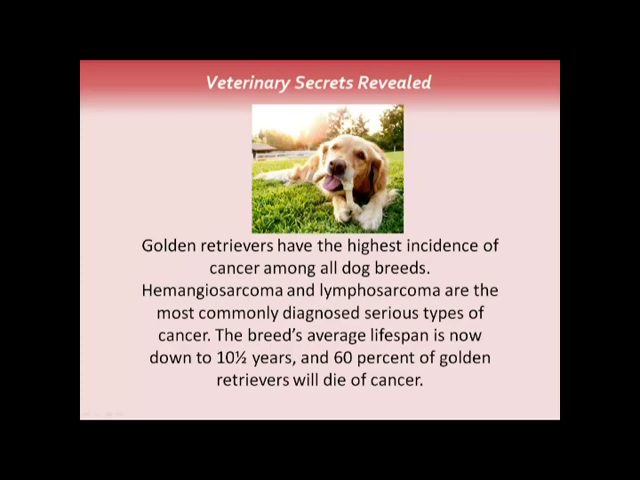 Veterinary Secrets Revealed
Golden retrievers have the highest incidence of
cancer among all dog breeds.
Hemangiosarcoma and lymphosarcoma are the
most commonly diagnosed serious types of
cancer. The breed’s average lifespan is now
down to 10½ years, and 60 percent of golden
retrievers will die of cancer.